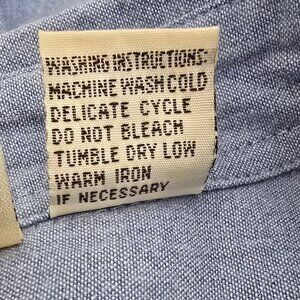 WASHING INSTRUCTIONS:
MACHINE WASH COLD
DELICATE CYCLE
DO NOT BLEACH
TUMBLE DRY LOW
WARM IRON
IF NECESSARY